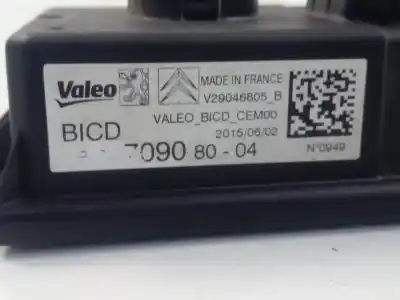 Valeo
MADE IN FRANCE
V29046805_B
VALEO_BICD_CEM00
BICD
2015/06/02
7090 80-04
N°0949